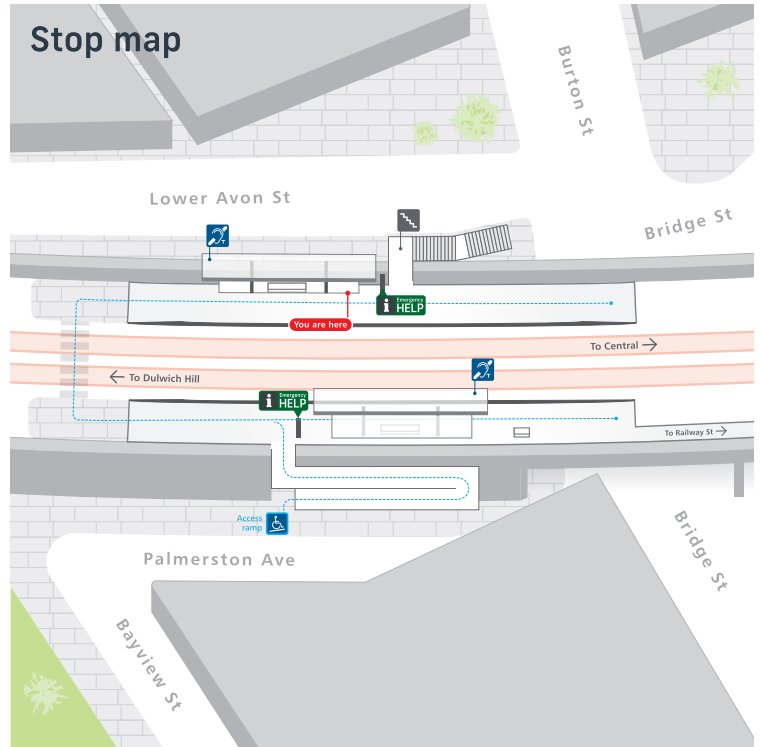 Stop map
Burton St
Lower Avon St
Bridge St
T
i Emergency
HELP
You are here
To Central
To Dulwich Hill
T
i Emergency
HELP
To Railway St
Access
ramp
Palmerston Ave
Bridge St
Bayview St